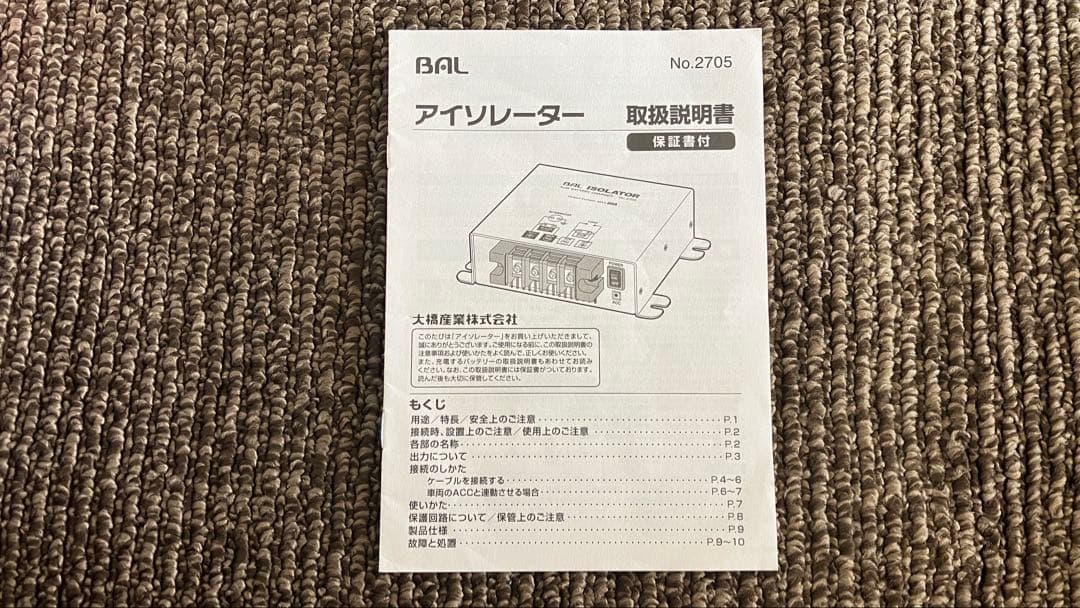 BAL
No.2705
アイソレーター 取扱説明書
保証書付
BAL ISOLATOR
POWER
ACC
大橋産業株式会社
このたびは「アイソレーター」をお買い上げいただきまして、
誠にありがとうございます。ご使用になる前に、この取扱説明書の
注意事項および使いかたをよく読んで、正しくお使いください。
また、充電するバッテリーの取扱説明書もあわせてお読み
ください。なお、この取扱説明書には保証書がついております。
読んだ後も大切に保管してください。
もくじ
用途/特長/安全上のご注意 P.1
接続時、設置上のご注意/使用上のご注意 P.2
各部の名称 P.2
出力について P.3
接続のしかた
ケーブルを接続する P.4~6
車両のACCと連動させる場合 P.6~7
使いかた P.7
保護回路について/保管上のご注意 P.8
製品仕様 P.9
故障と処置 P.9~10